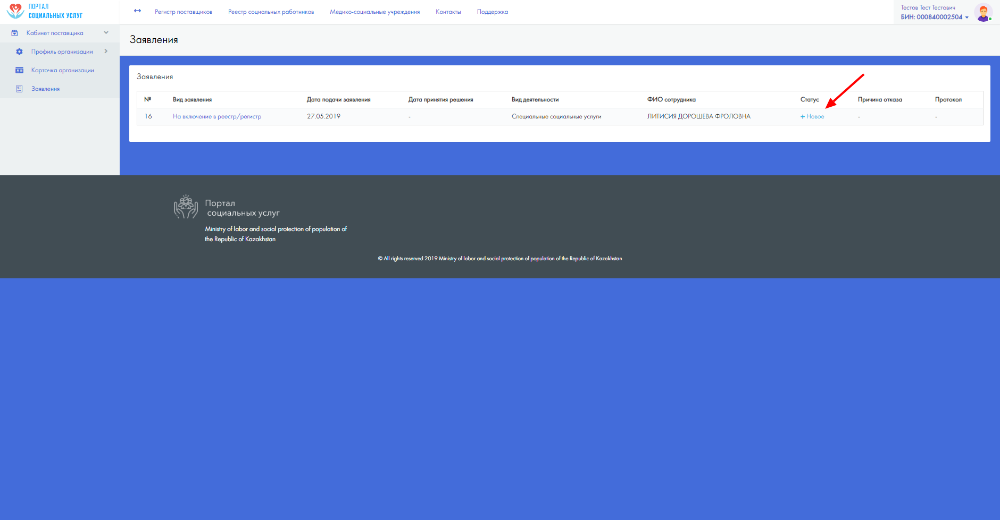 ПОРТАЛ
СОЦИАЛЬНЫХ УСЛУГ
Регистр поставщиков Реестр социальных работников Медико-социальные учреждения Контакты Поддержка
Тестов Тест Тестович
БИН: 000840002504
Кабинет поставщика
Профиль организации
Карточка организации
Заявления
Заявления
Заявления
№ Вид заявления Дата подачи заявления Дата принятия решения Вид деятельности ФИО сотрудника Статус Причина отказа Протокол
16 На включение в реестр/регистр 27.05.2019 - Специальные социальные услуги ЛИТИСИЯ ДОРОШЕВА ФРОЛОВНА + Новое - -
Портал
социальных услуг
Ministry of labor and social protection of population of
the Republic of Kazakhstan
© All rights reserved 2019 Ministry of labor and social protection of population of the Republic of Kazakhstan